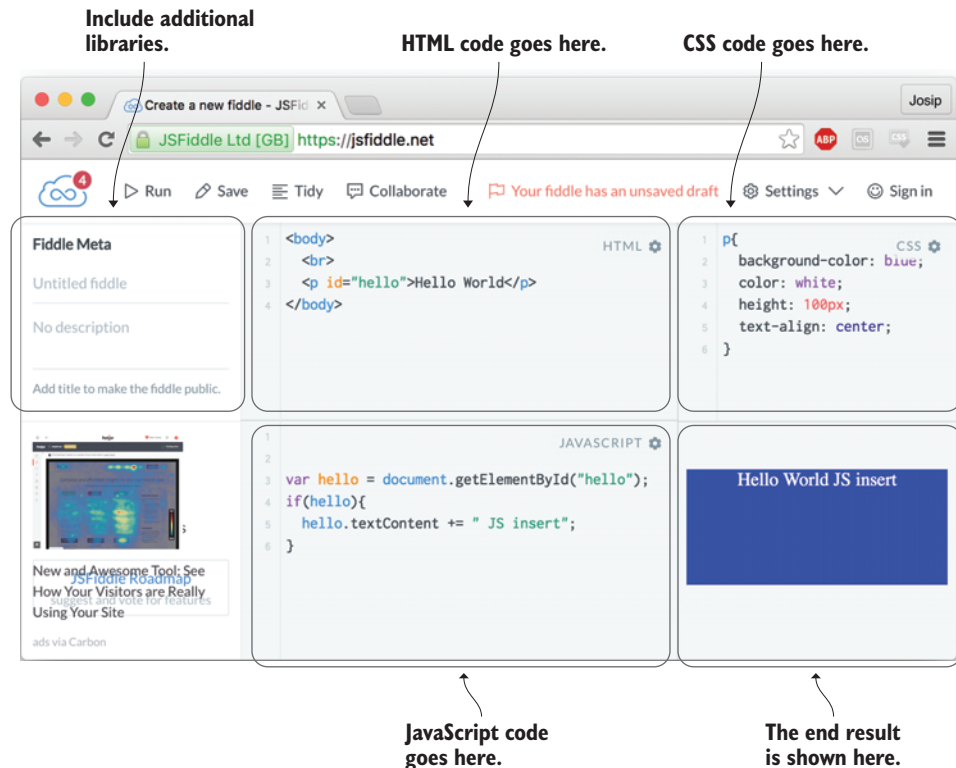 Include additional
libraries.
HTML code goes here.
CSS code goes here.
Create a new fiddle - JSFid
Josip
JSFiddle Ltd [GB] https://jsfiddle.net
ABP
CSS
4
Run
Save
Tidy
Collaborate
Your fiddle has an unsaved draft
Settings
Sign in
Fiddle Meta
Untitled fiddle
No description
Add title to make the fiddle public.
HTML
1 <body>
2 <br>
3 <p id="hello">Hello World</p>
4 </body>
CSS
1 p{
2 background-color: blue;
3 color: white;
4 height: 100px;
5 text-align: center;
6 }
JAVASCRIPT
1
2
3 var hello = document.getElementById("hello");
4 if(hello){
5 hello.textContent += " JS insert";
6 }
Hello World JS insert
New and Awesome Tool: See
JSFiddle Roadmap
How Your Visitors are Really
suggest and vote for features
Using Your Site
ads via Carbon
JavaScript code
goes here.
The end result
is shown here.